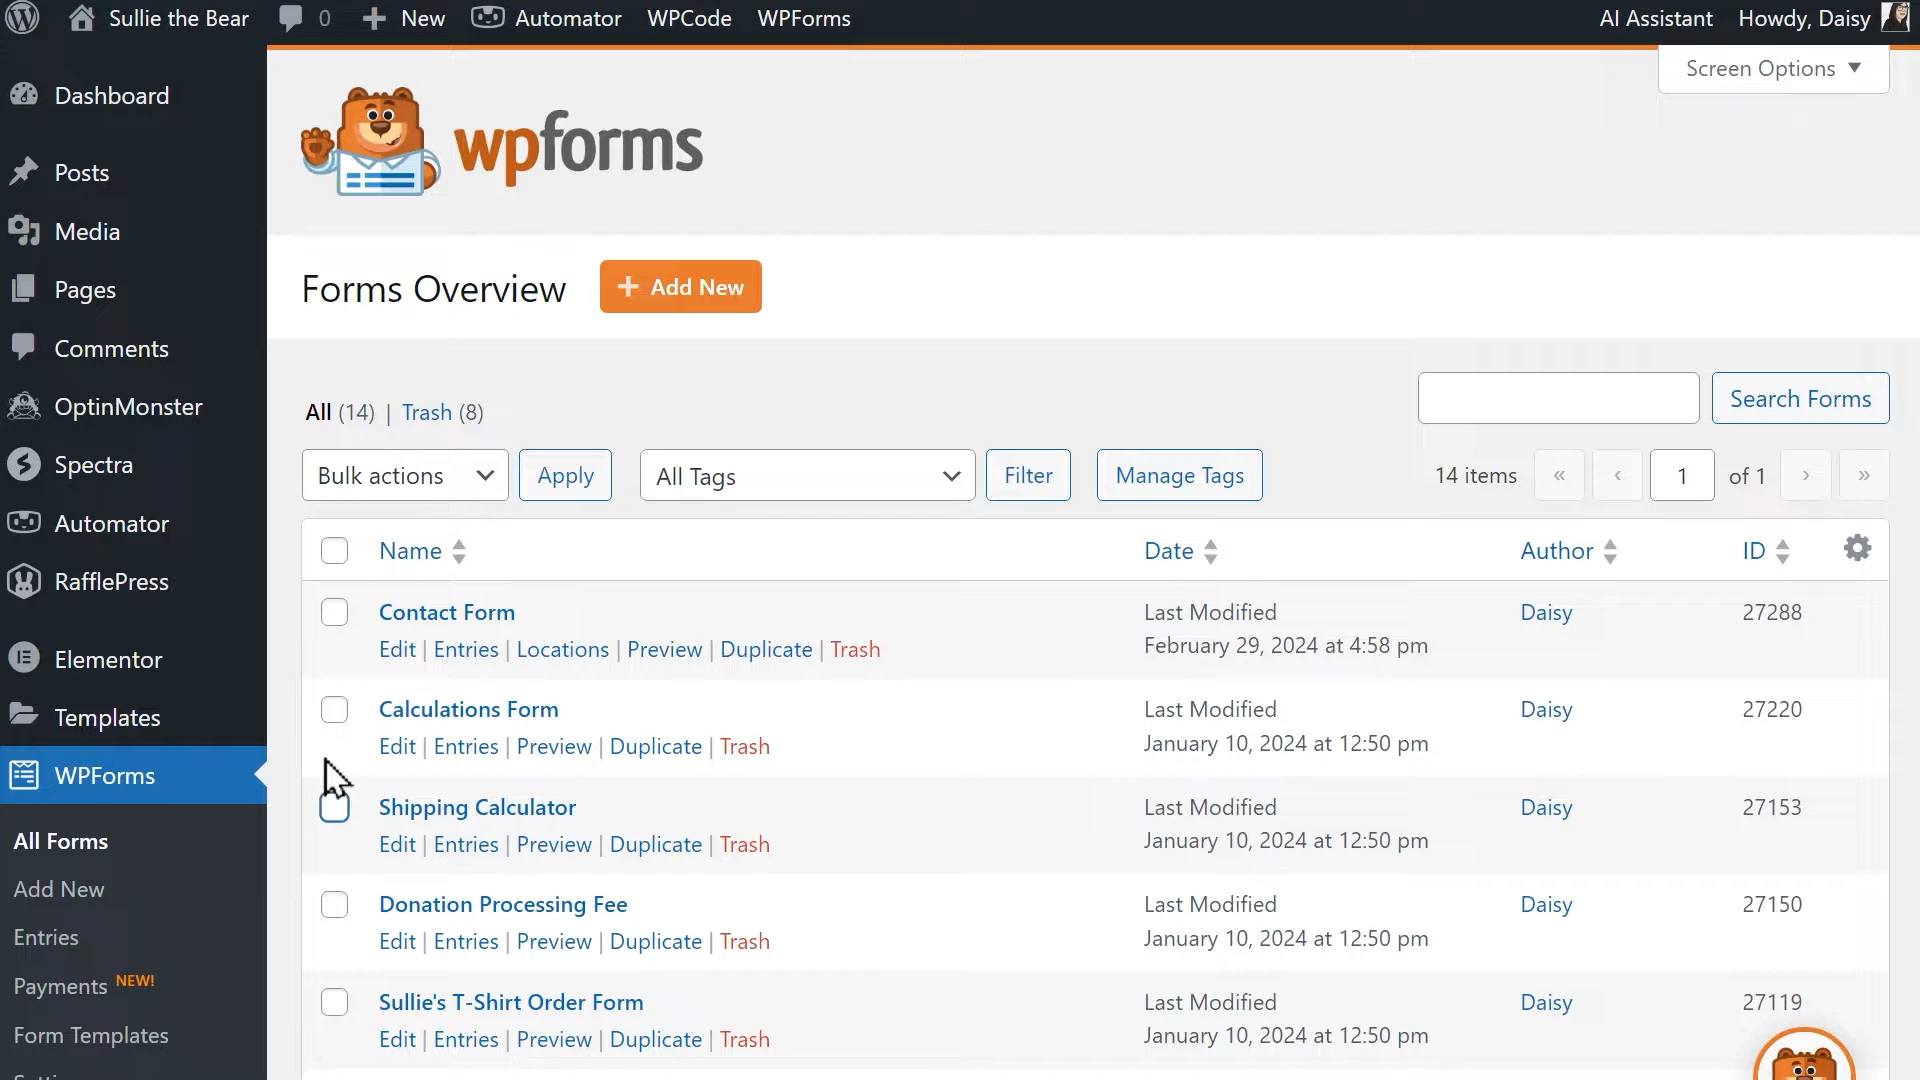 Sullie the Bear 0 New Automator WPCode WPForms AI Assistant Howdy, Daisy
Screen Options
Dashboard
Posts
Media
Pages
Comments
OptinMonster
Spectra
Automator
RafflePress
Elementor
Templates
WPForms
All Forms
Add New
Entries
Payments NEW!
Form Templates
wpforms
Forms Overview Add New
All (14) | Trash (8)
Search Forms
Bulk actions Apply All Tags Filter Manage Tags 14 items « ‹ 1 of 1 › »
Name Date Author ID
Contact Form Last Modified Daisy 27288
Edit | Entries | Locations | Preview | Duplicate | Trash February 29, 2024 at 4:58 pm
Calculations Form Last Modified Daisy 27220
Edit | Entries | Preview | Duplicate | Trash January 10, 2024 at 12:50 pm
Shipping Calculator Last Modified Daisy 27153
Edit | Entries | Preview | Duplicate | Trash January 10, 2024 at 12:50 pm
Donation Processing Fee Last Modified Daisy 27150
Edit | Entries | Preview | Duplicate | Trash January 10, 2024 at 12:50 pm
Sullie's T-Shirt Order Form Last Modified Daisy 27119
Edit | Entries | Preview | Duplicate | Trash January 10, 2024 at 12:50 pm